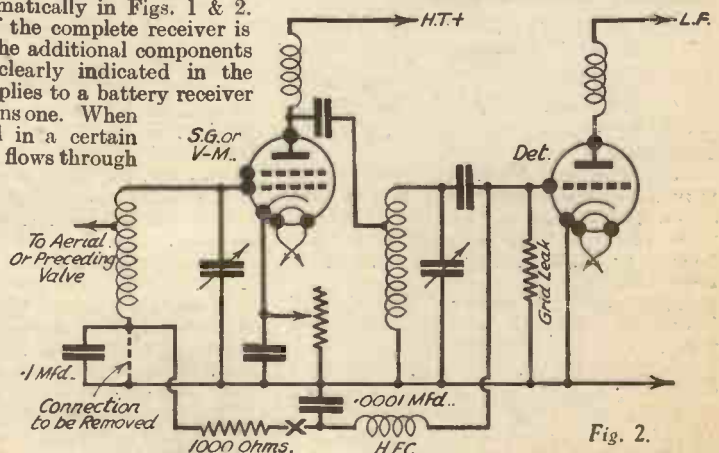 matically in Figs. 1 & 2.
f the complete receiver is
he additional components
clearly indicated in the
plies to a battery receiver
ns one. When
l in a certain
flows through
H.T.+
L.F.
S.G. or
V-M..
Det.
To Aerial
Or Preceding
Valve
Grid Leak
.1 Mfd..
.0001 Mfd..
Connection
to be Removed
1000 Ohms.
H.F.C.
Fig. 2.